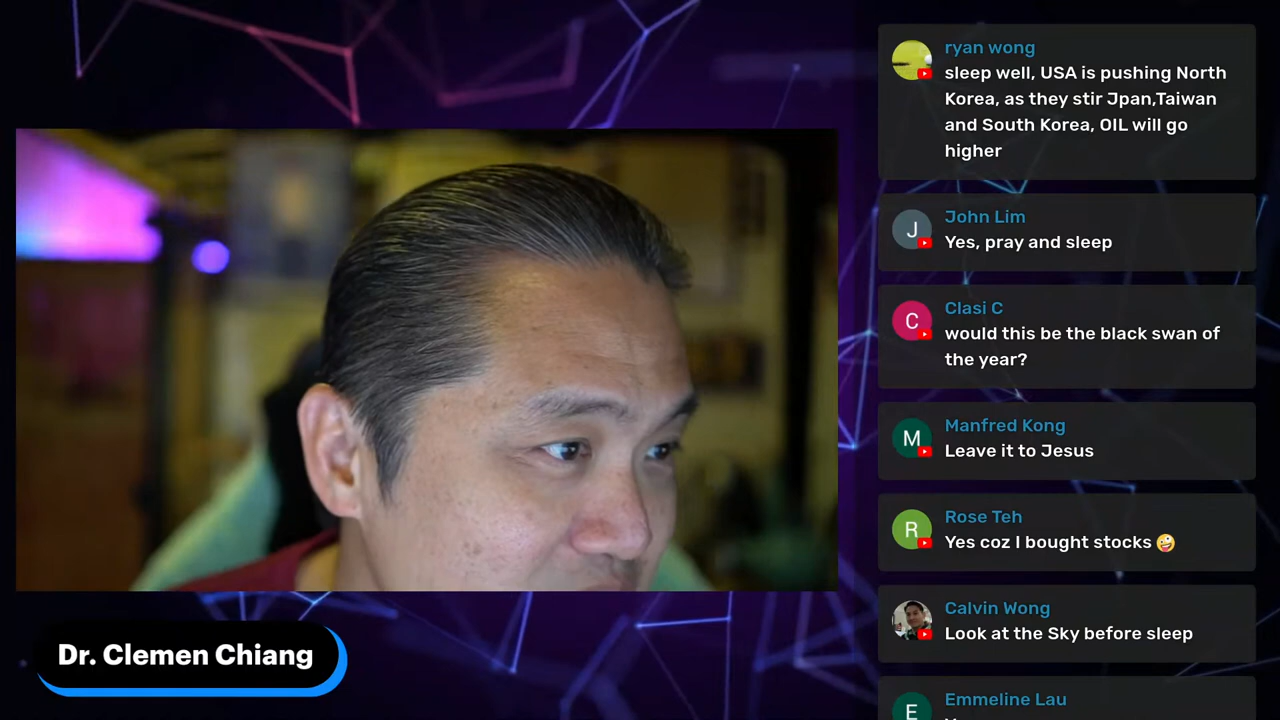 ryan wong
sleep well, USA is pushing North
Korea, as they stir Jpan,Taiwan
and South Korea, OIL will go
higher
J
John Lim
Yes, pray and sleep
C
Clasi C
would this be the black swan of
the year?
M
Manfred Kong
Leave it to Jesus
R
Rose Teh
Yes coz I bought stocks 🤪
Calvin Wong
Look at the Sky before sleep
E
Emmeline Lau
Dr. Clemen Chiang